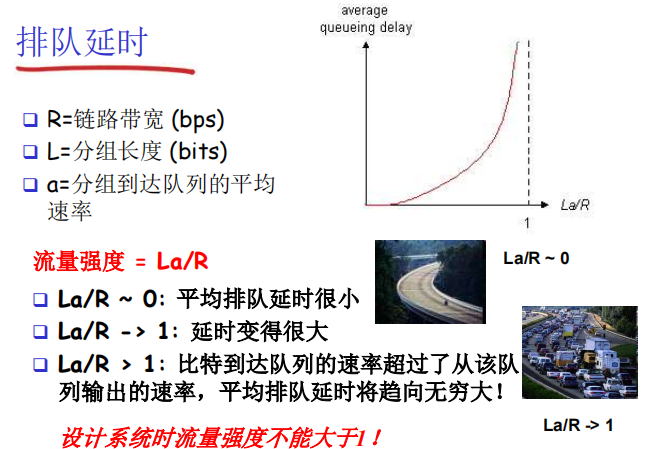 average
queueing delay
排队延时
R=链路带宽 (bps)
L=分组长度 (bits)
a=分组到达队列的平均
速率
La/R
1
流量强度 = La/R
La/R ~ 0
La/R ~ 0: 平均排队延时很小
La/R -> 1: 延时变得很大
La/R > 1: 比特到达队列的速率超过了从该队
列输出的速率，平均排队延时将趋向无穷大！
La/R -> 1
设计系统时流量强度不能大于1！